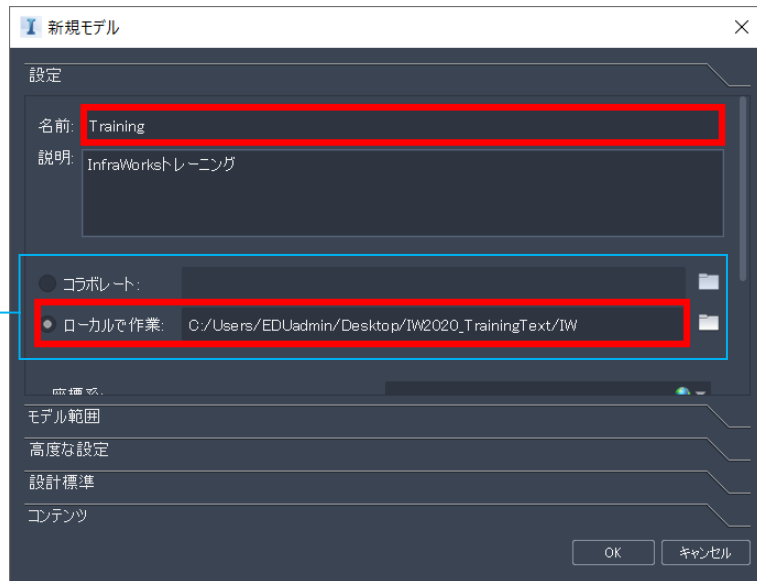 新規モデル
設定
名前: Training
説明: InfraWorksトレーニング
コラボレート:
ローカルで作業: C:/Users/EDUadmin/Desktop/IW2020_TrainingText/IW
座標系:
モデル範囲
高度な設定
設計標準
コンテンツ
OK キャンセル